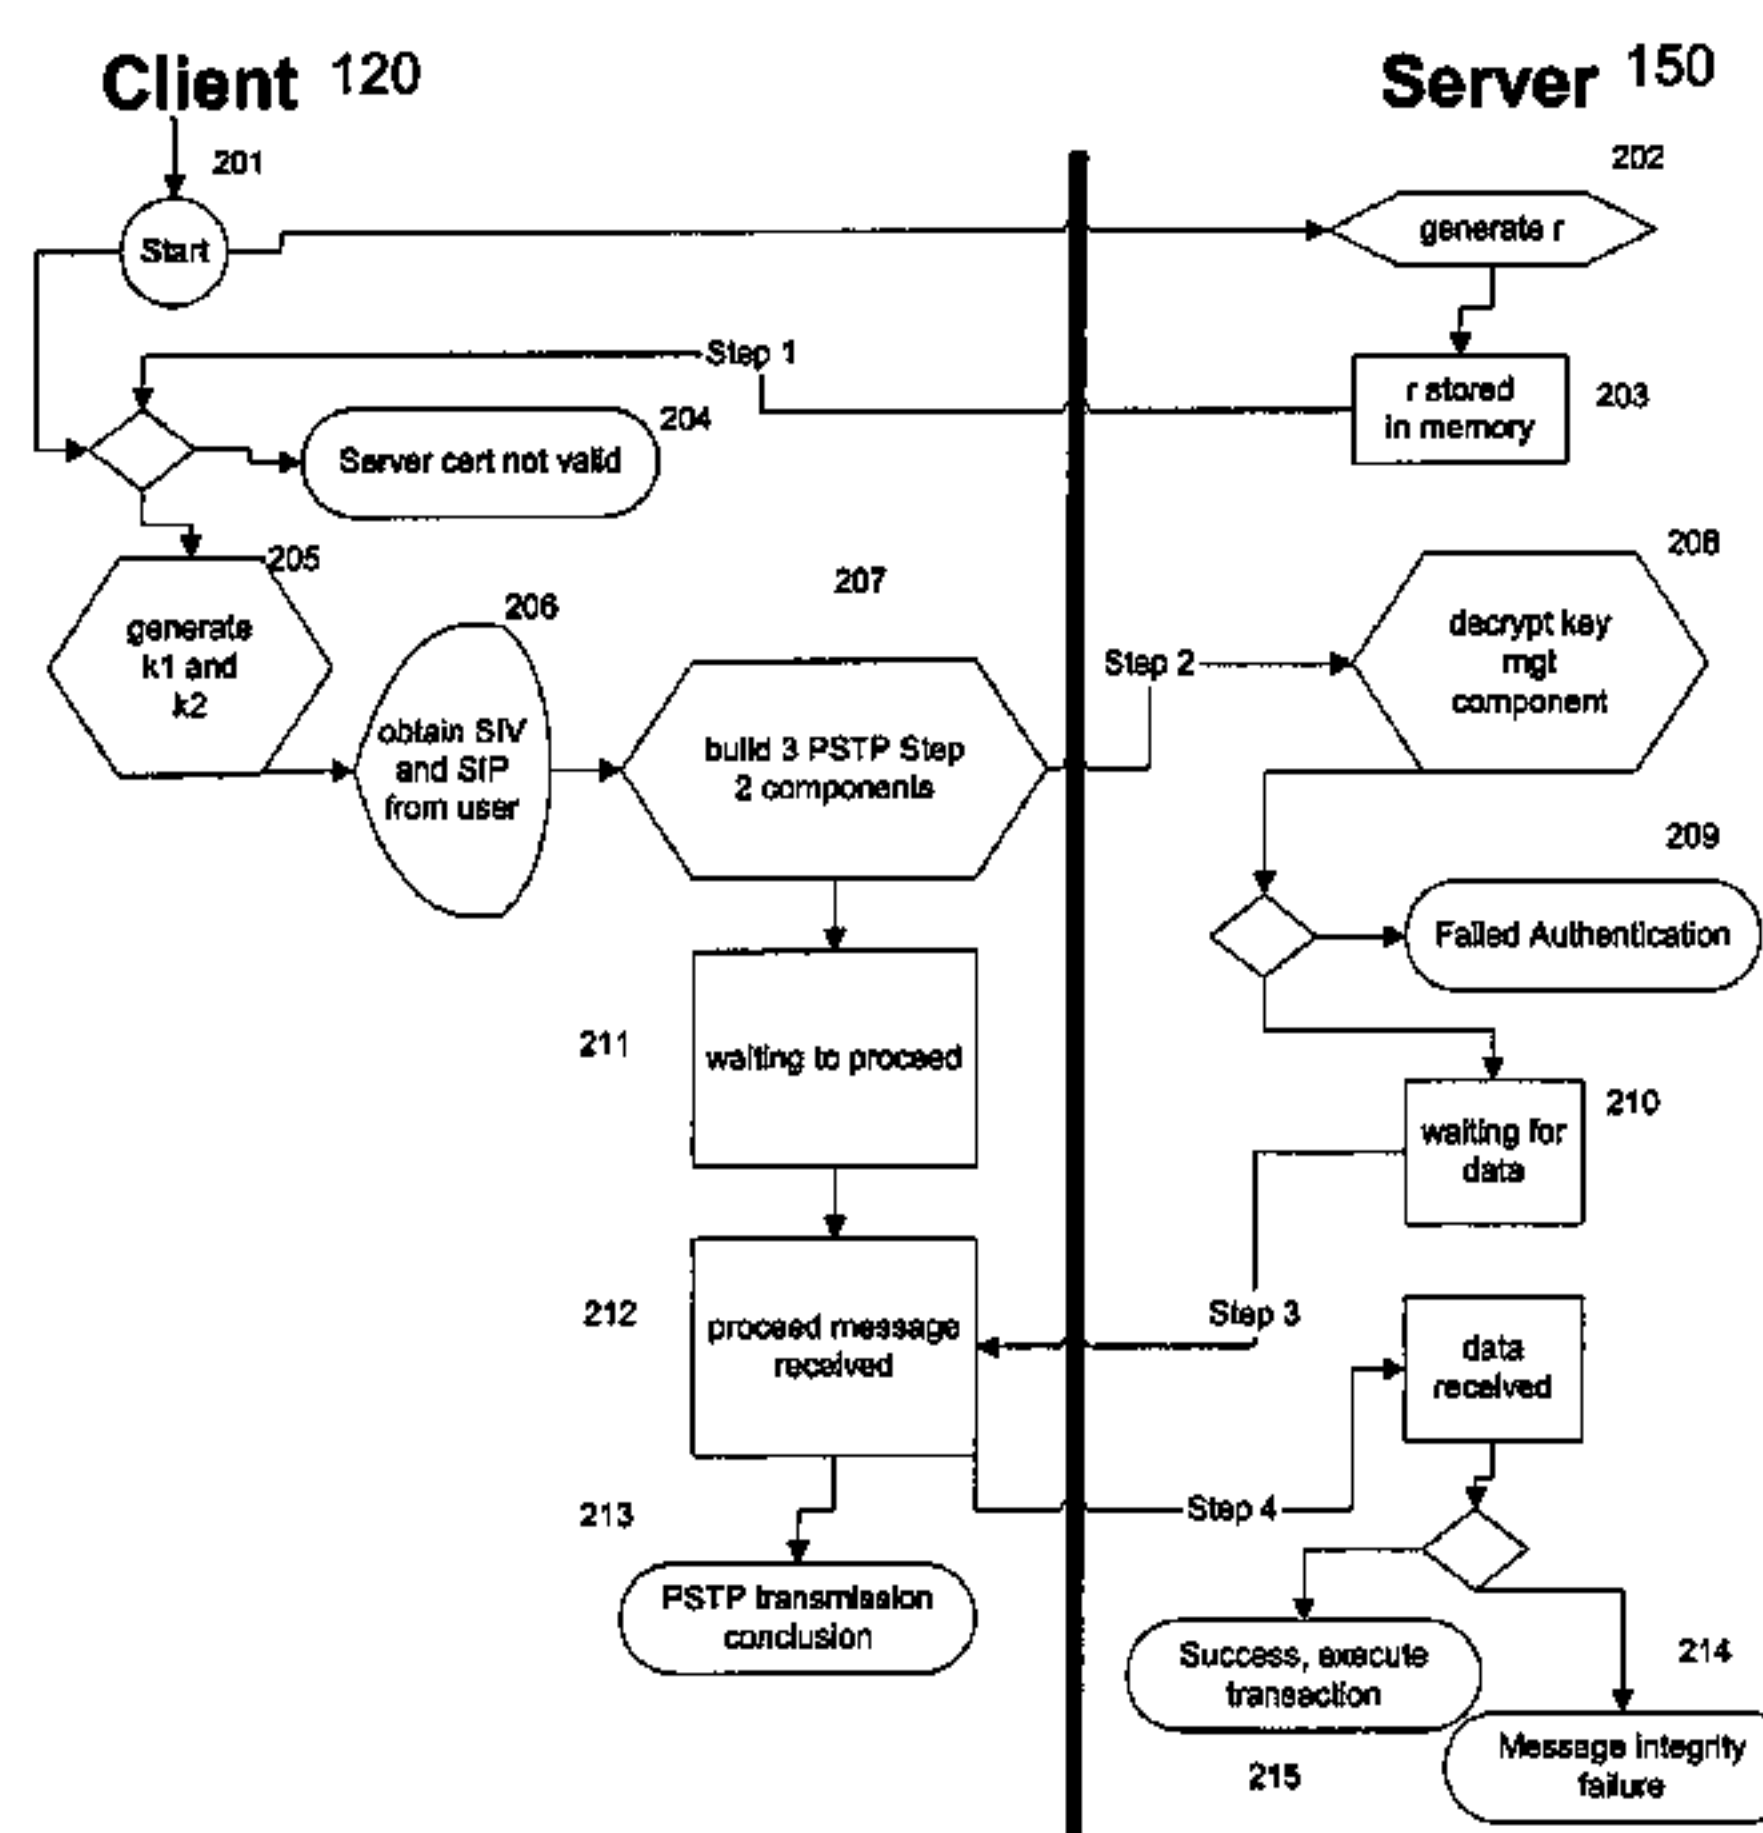 Client 120
Server 150
201
202
Start
generate r
Step 1
r stored
in memory
203
204
Server cert not valid
205
generate
k1 and
k2
206
obtain SIV
and SIP
from user
207
build 3 PSTP Step
2 components
Step 2
208
decrypt key
mgt
component
209
Failed Authentication
211
waiting to proceed
210
waiting for
data
212
proceed message
received
Step 3
data
received
213
Step 4
PSTP transmission
conclusion
Success, execute
transaction
214
215
Message integrity
failure